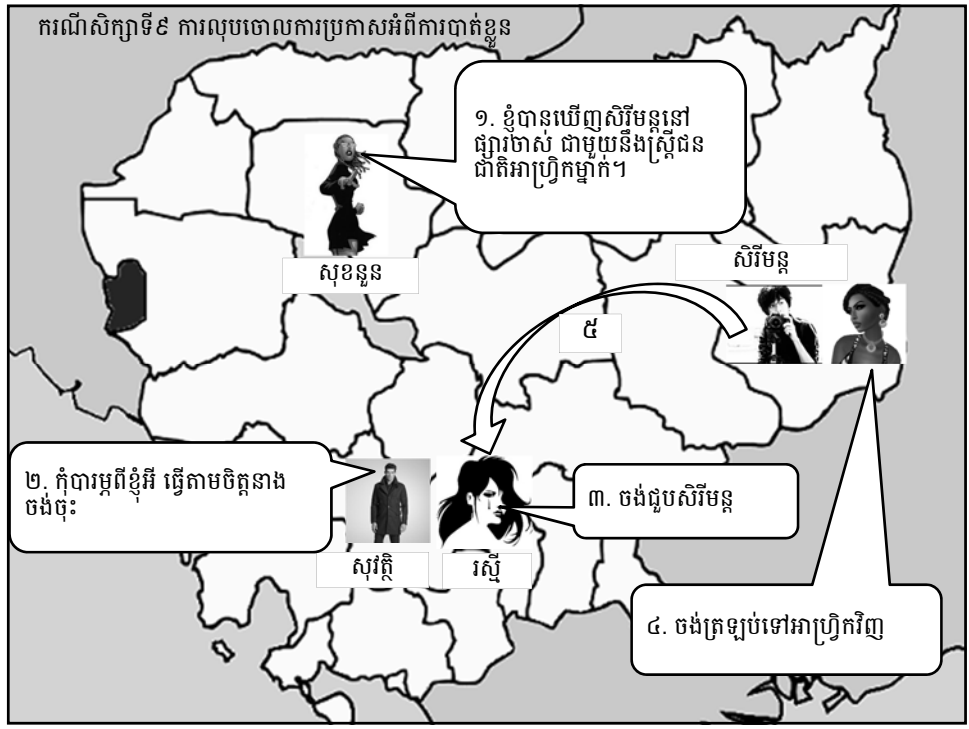 ករណីសិក្សាទី៩ ការលុបចោលការប្រកាសអំពីការបាត់ខ្លួន
១. ខ្ញុំបានឃើញសិរីមន្តនៅ
ផ្សារចាស់ ជាមួយនឹងស្ត្រីជន
ជាតិអាហ្វ្រិកម្នាក់។
សុខនួន
សិរីមន្ត
៥
២. កុំបារម្ភពីខ្ញុំអី ធ្វើតាមចិត្តនាង
ចង់ចុះ
៣. ចង់ជួបសិរីមន្ត
សុវត្ថិ
រស្មី
៤. ចង់ត្រឡប់ទៅអាហ្វ្រិកវិញ